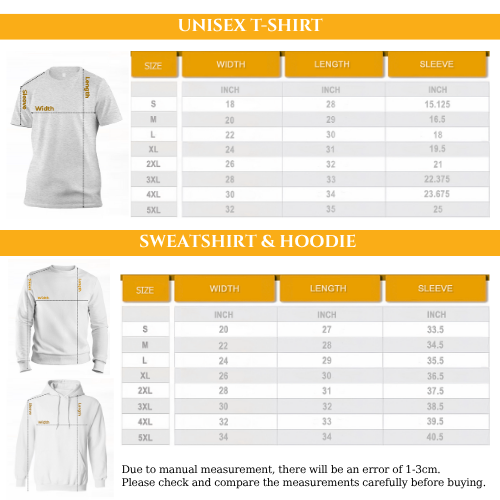 UNISEX T-SHIRT
SIZE WIDTH LENGTH SLEEVE
INCH INCH INCH
S 18 28 15.125
M 20 29 16.5
L 22 30 18
XL 24 31 19.5
2XL 26 32 21
3XL 28 33 22.375
4XL 30 34 23.675
5XL 32 35 25
Sleeve
Length
Width
SWEATSHIRT & HOODIE
SIZE WIDTH LENGTH SLEEVE
INCH INCH INCH
S 20 27 33.5
M 22 28 34.5
L 24 29 35.5
XL 26 30 36.5
2XL 28 31 37.5
3XL 30 32 38.5
4XL 32 33 39.5
5XL 34 34 40.5
Length
Width
Sleeve
Length
Width
Due to manual measurement, there will be an error of 1-3cm.
Please check and compare the measurements carefully before buying.